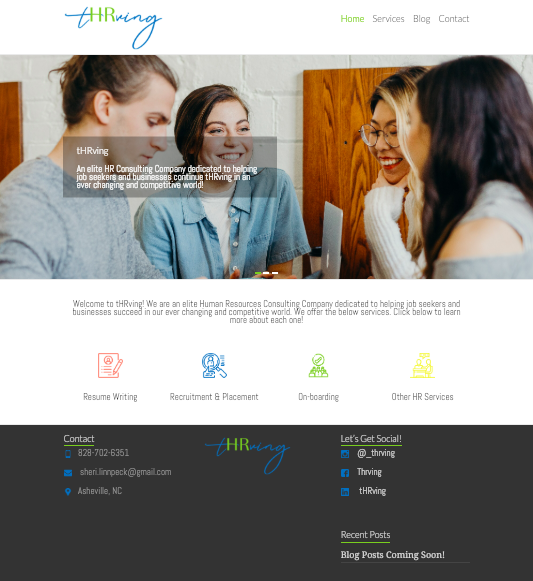 tHRving
Home Services Blog Contact
tHRving
An elite HR Consulting Company dedicated to helping
job seekers and businesses continue tHRving in an
ever changing and competitive world!
Welcome to tHRving! We are an elite Human Resources Consulting Company dedicated to helping job seekers and
businesses succeed in our ever changing and competitive world. We offer the below services. Click below to learn
more about each one!
Resume Writing
Recruitment & Placement
On-boarding
Other HR Services
Contact
828-702-6351
sheri.linnpeck@gmail.com
Asheville, NC
tHRving
Let's Get Social!
@_thrving
Thrving
tHRving
Recent Posts
Blog Posts Coming Soon!